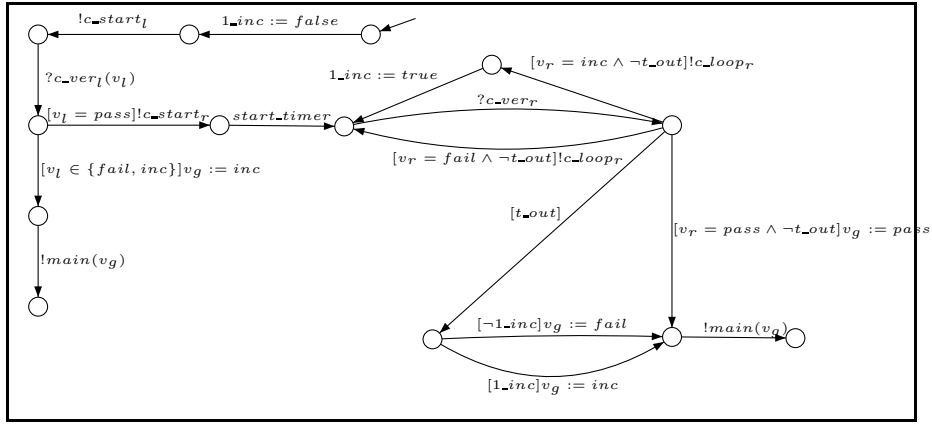 !c_start_l
1_inc := false
?c_ver_l(v_l)
1_inc := true
[v_r = inc ∧ ¬t_out]!c_loop_r
?c_ver_r
[v_l = pass]!c_start_r
start_timer
[v_r = fail ∧ ¬t_out]!c_loop_r
[v_l ∈ {fail, inc}]v_g := inc
[t_out]
[v_r = pass ∧ ¬t_out]v_g := pass
!main(v_g)
[¬1_inc]v_g := fail
!main(v_g)
[1_inc]v_g := inc